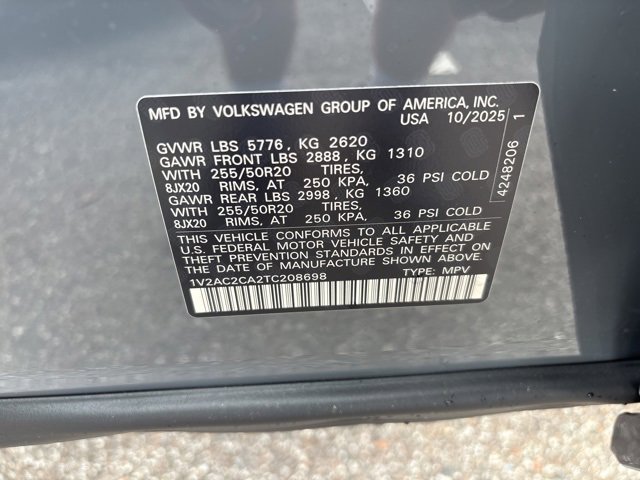 MFD BY VOLKSWAGEN GROUP OF AMERICA, INC.
USA 10/2025
GVWR LBS 5776, KG 2620
GAWR FRONT LBS 2888, KG 1310
WITH 255/50R20 TIRES,
8JX20 RIMS, AT 250 KPA, 36 PSI COLD
GAWR REAR LBS 2998, KG 1360
WITH 255/50R20 TIRES,
8JX20 RIMS, AT 250 KPA, 36 PSI COLD
THIS VEHICLE CONFORMS TO ALL APPLICABLE
U.S. FEDERAL MOTOR VEHICLE SAFETY AND
THEFT PREVENTION STANDARDS IN EFFECT ON
THE DATE OF MANUFACTURE SHOWN ABOVE.
1V2AC2CA2TC208698 TYPE: MPV
4248206 1